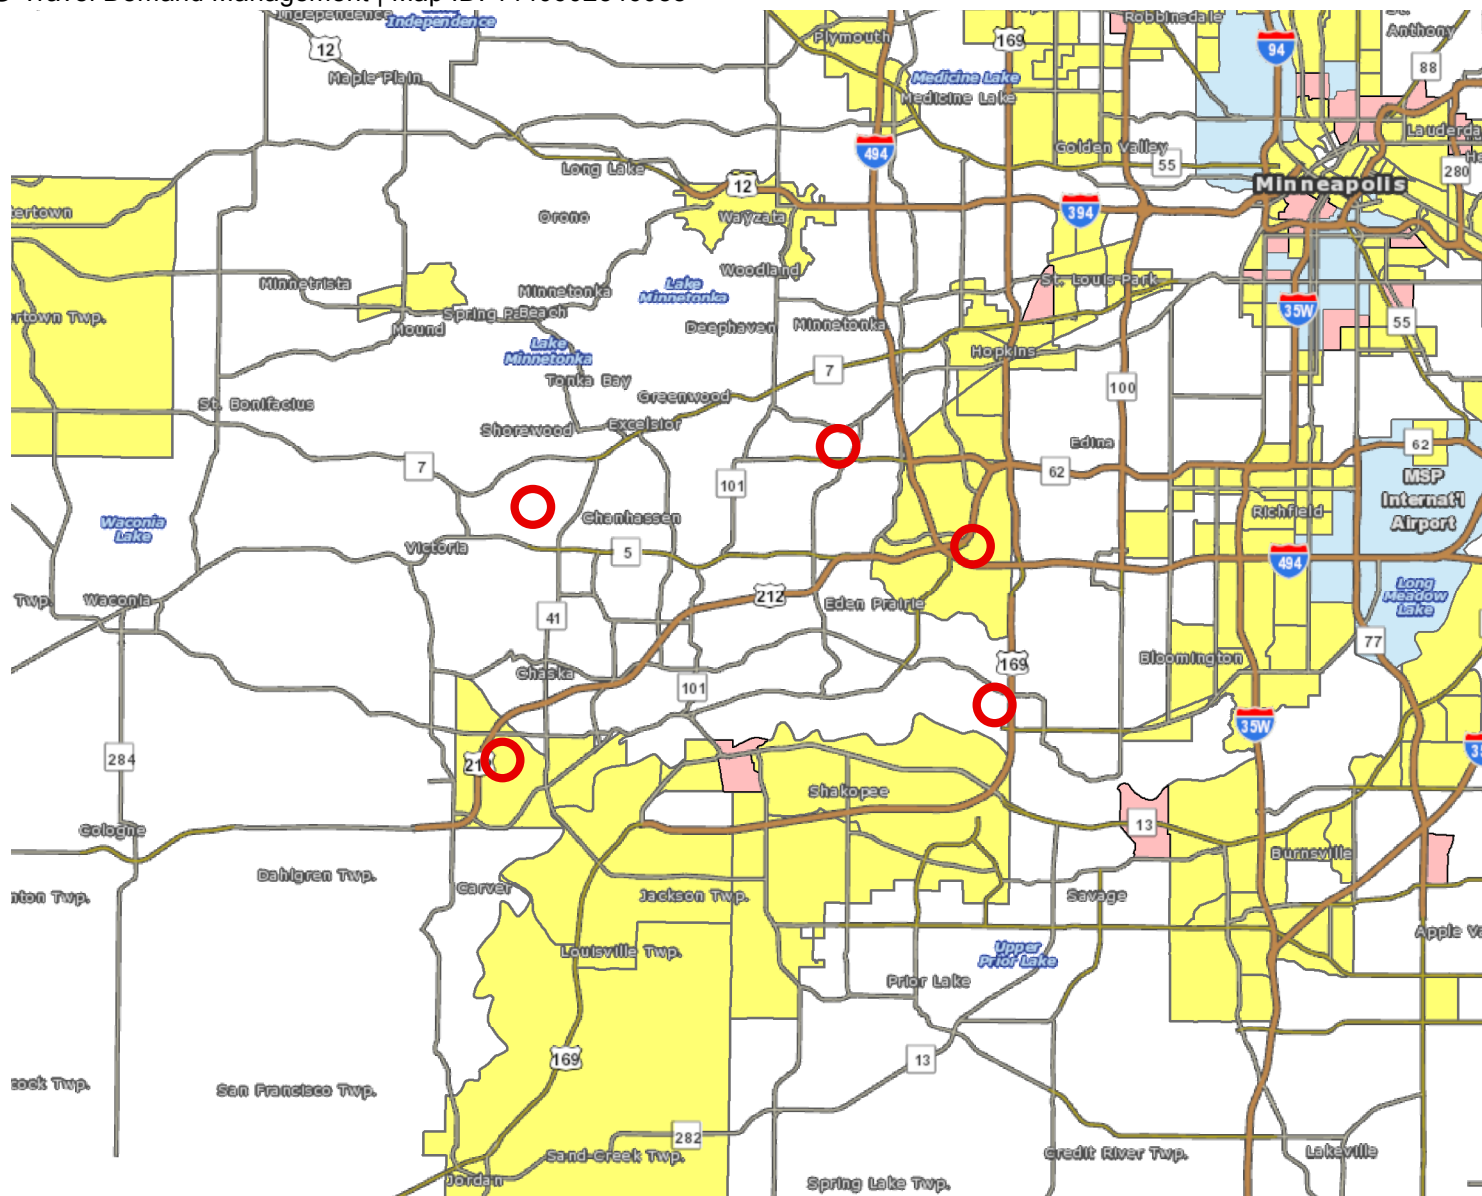 Independence
Independence
Robbinsdale
Anthony
12
Plymouth
169
94
88
Maple Plain
Medicine Lake
Medicine Lake
Golden Valley
55
494
Long Lake
280
12
Minneapolis
Orono
Wayzata
394
Woodland
Minnetrista
Lake
Minnetonka
Minnetonka
St. Louis Park
Spring
Beach
Mound
Deephaven
Minnetonka
35W
55
Lake
Minnetonka
Hopkins
7
Tonka Bay
Greenwood
100
St. Bonifacius
Shorewood
Excelsior
Edina
62
7
101
62
MSP
Internat'l
Airport
Waconia
Lake
Chanhassen
Richfield
Victoria
5
494
Long
Meadow
Lake
Twp.
Waconia
212
Eden Prairie
41
77
Chaska
101
169
Bloomington
35W
284
Shakopee
13
Cologne
Burnsville
Dahlgren Twp.
Carver
Jackson Twp.
Savage
Louisville Twp.
Upper
Prior Lake
Prior Lake
169
13
San Francisco Twp.
282
Sand Creek Twp.
Credit River Twp.
Lakeville
Jordan
Spring Lake Twp.